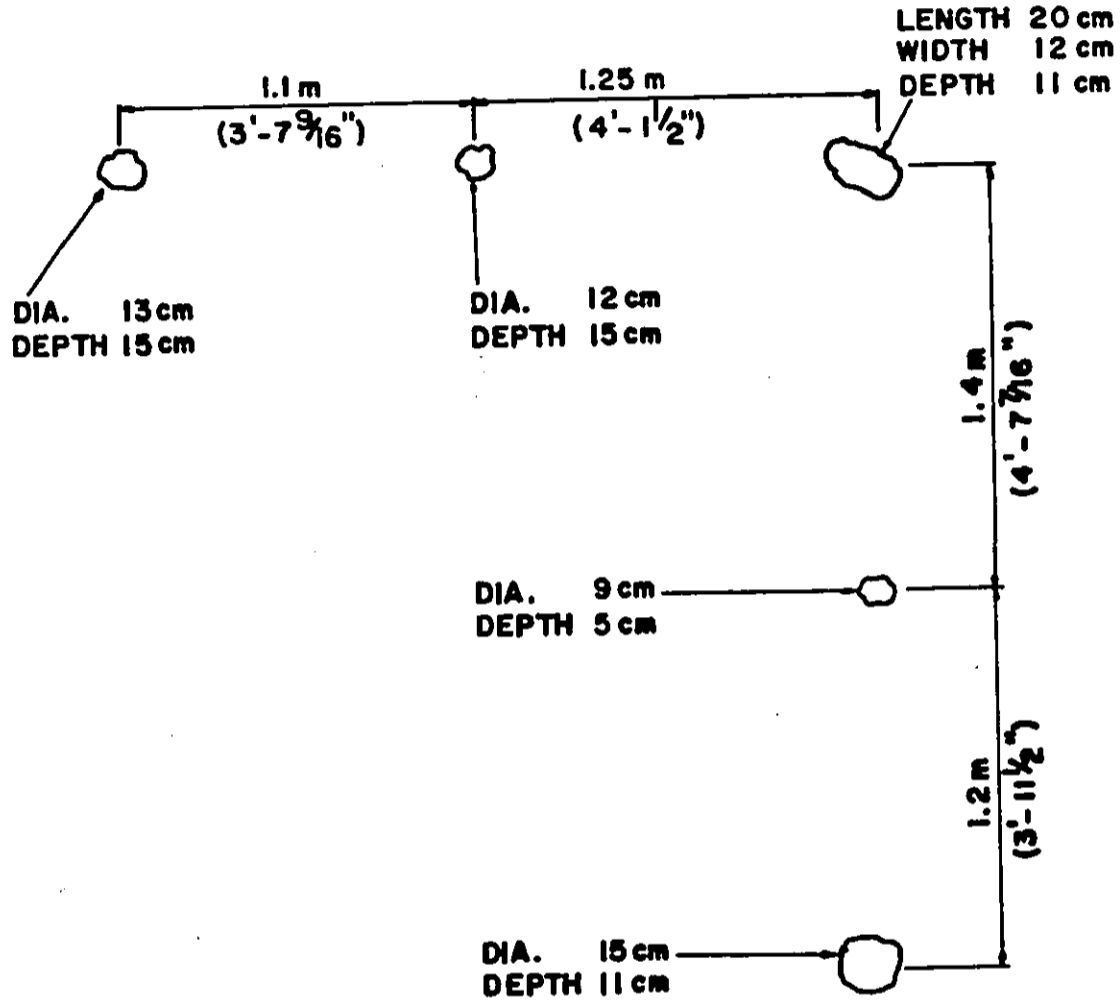 LENGTH 20 cm
WIDTH 12 cm
DEPTH 11 cm
1.1 m
(3'-7 9/16")
1.25 m
(4'-1 1/2")
DIA. 13 cm
DEPTH 15 cm
DIA. 12 cm
DEPTH 15 cm
1.4 m
(4'-7 7/16")
DIA. 9 cm
DEPTH 5 cm
1.2 m
(3'-11 1/2")
DIA. 15 cm
DEPTH 11 cm